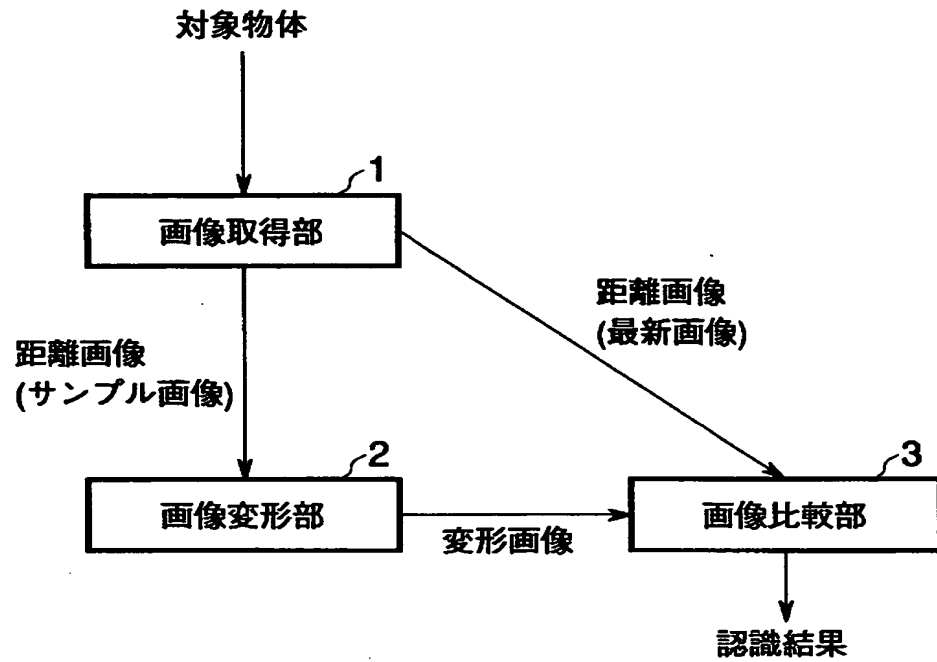 対象物体
1
画像取得部
距離画像
(最新画像)
距離画像
(サンプル画像)
2
画像変形部
変形画像
3
画像比較部
認識結果